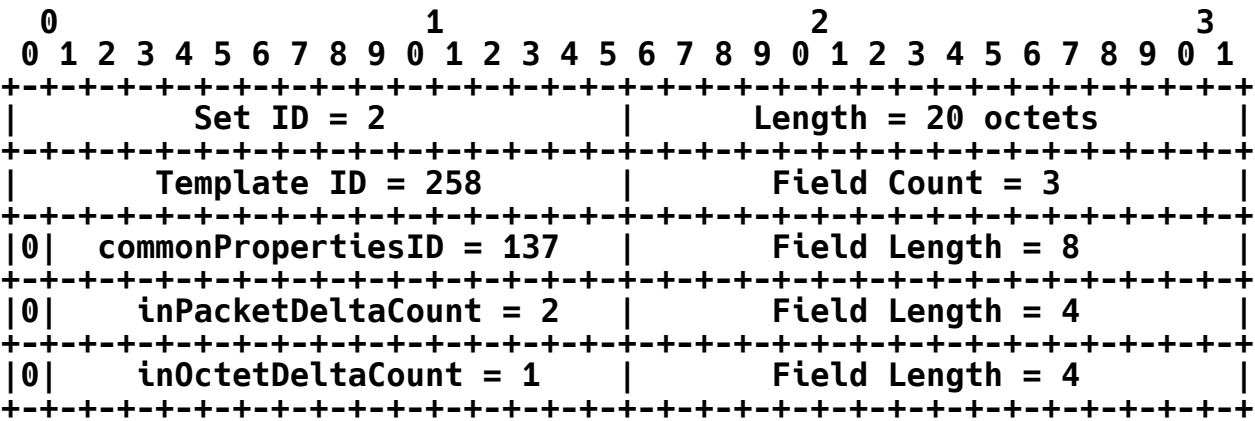 0                   1                   2                   3
 0 1 2 3 4 5 6 7 8 9 0 1 2 3 4 5 6 7 8 9 0 1 2 3 4 5 6 7 8 9 0 1
+-+-+-+-+-+-+-+-+-+-+-+-+-+-+-+-+-+-+-+-+-+-+-+-+-+-+-+-+-+-+-+-+
|         Set ID = 2            |      Length = 20 octets       |
+-+-+-+-+-+-+-+-+-+-+-+-+-+-+-+-+-+-+-+-+-+-+-+-+-+-+-+-+-+-+-+-+
|       Template ID = 258       |       Field Count = 3         |
+-+-+-+-+-+-+-+-+-+-+-+-+-+-+-+-+-+-+-+-+-+-+-+-+-+-+-+-+-+-+-+-+
|0|  commonPropertiesID = 137   |       Field Length = 8        |
+-+-+-+-+-+-+-+-+-+-+-+-+-+-+-+-+-+-+-+-+-+-+-+-+-+-+-+-+-+-+-+-+
|0|    inPacketDeltaCount = 2   |       Field Length = 4        |
+-+-+-+-+-+-+-+-+-+-+-+-+-+-+-+-+-+-+-+-+-+-+-+-+-+-+-+-+-+-+-+-+
|0|    inOctetDeltaCount = 1    |       Field Length = 4        |
+-+-+-+-+-+-+-+-+-+-+-+-+-+-+-+-+-+-+-+-+-+-+-+-+-+-+-+-+-+-+-+-+